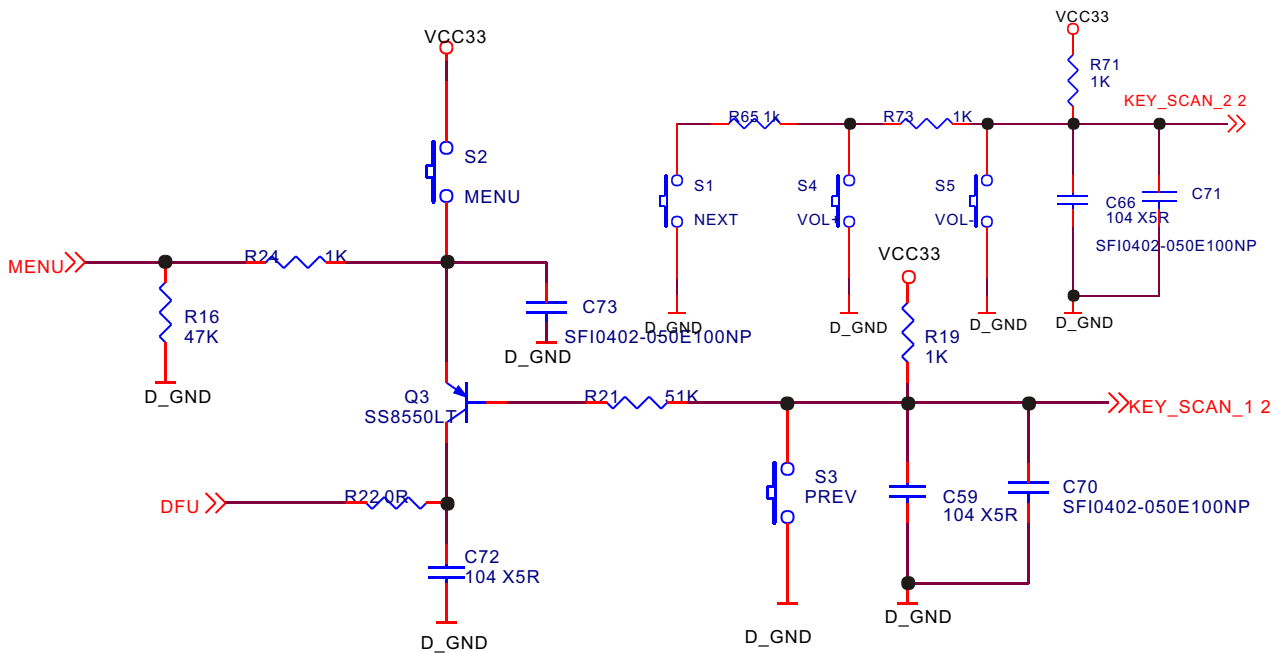 VCC33
VCC33
R71
1K
KEY_SCAN_2 2
R65 1k
R73
1K
S2
MENU
S1
NEXT
S4
VOL+
S5
VOL-
C66
104 X5R
C71
SFI0402-050E100NP
MENU
R24
1K
VCC33
R16
47K
C73
SFI0402-050E100NP
D_GND
D_GND
D_GND
D_GND
R19
1K
D_GND
D_GND
Q3
SS8550LT
R21
51K
KEY_SCAN_1 2
DFU
R22 0R
S3
PREV
C59
104 X5R
C70
SFI0402-050E100NP
C72
104 X5R
D_GND
D_GND
D_GND